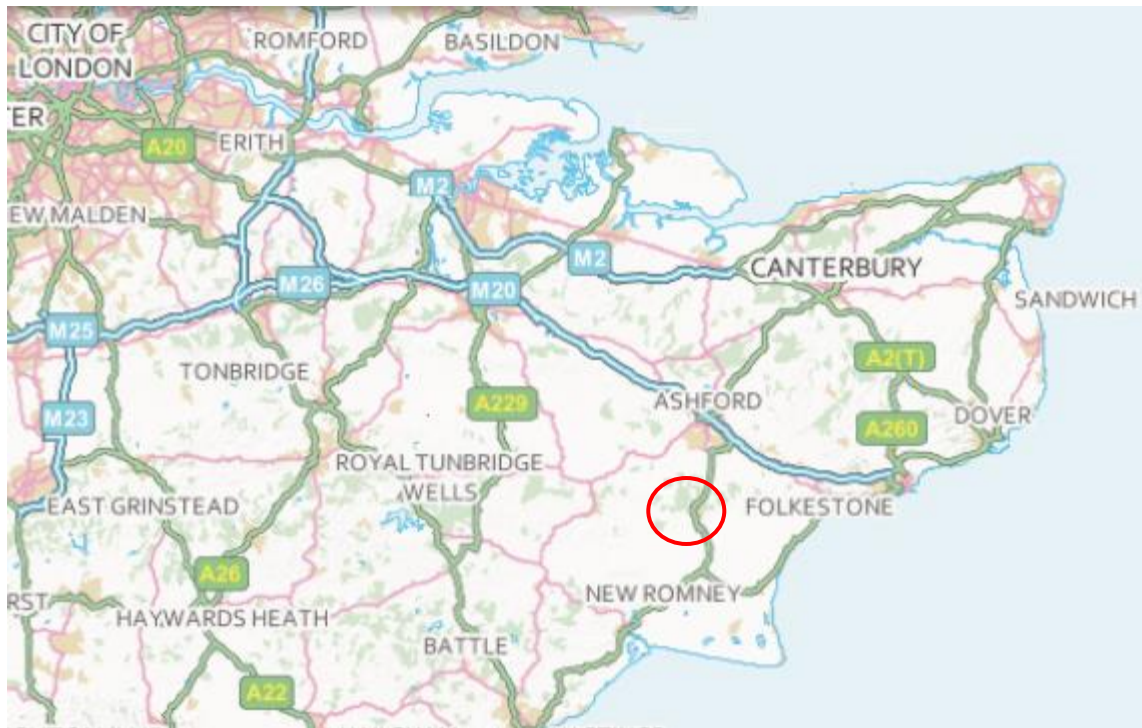 CITY OF
LONDON
ROMFORD
BASILDON
TER
A20
ERITH
M2
EW MALDEN
M2
CANTERBURY
M26
M20
SANDWICH
M25
TONBRIDGE
A2(T)
M23
A229
ASHFORD
DOVER
A260
ROYAL TUNBRIDGE
WELLS
EAST GRINSTEAD
FOLKESTONE
A26
NEW ROMNEY
RST
HAYWARDS HEATH
BATTLE
A22